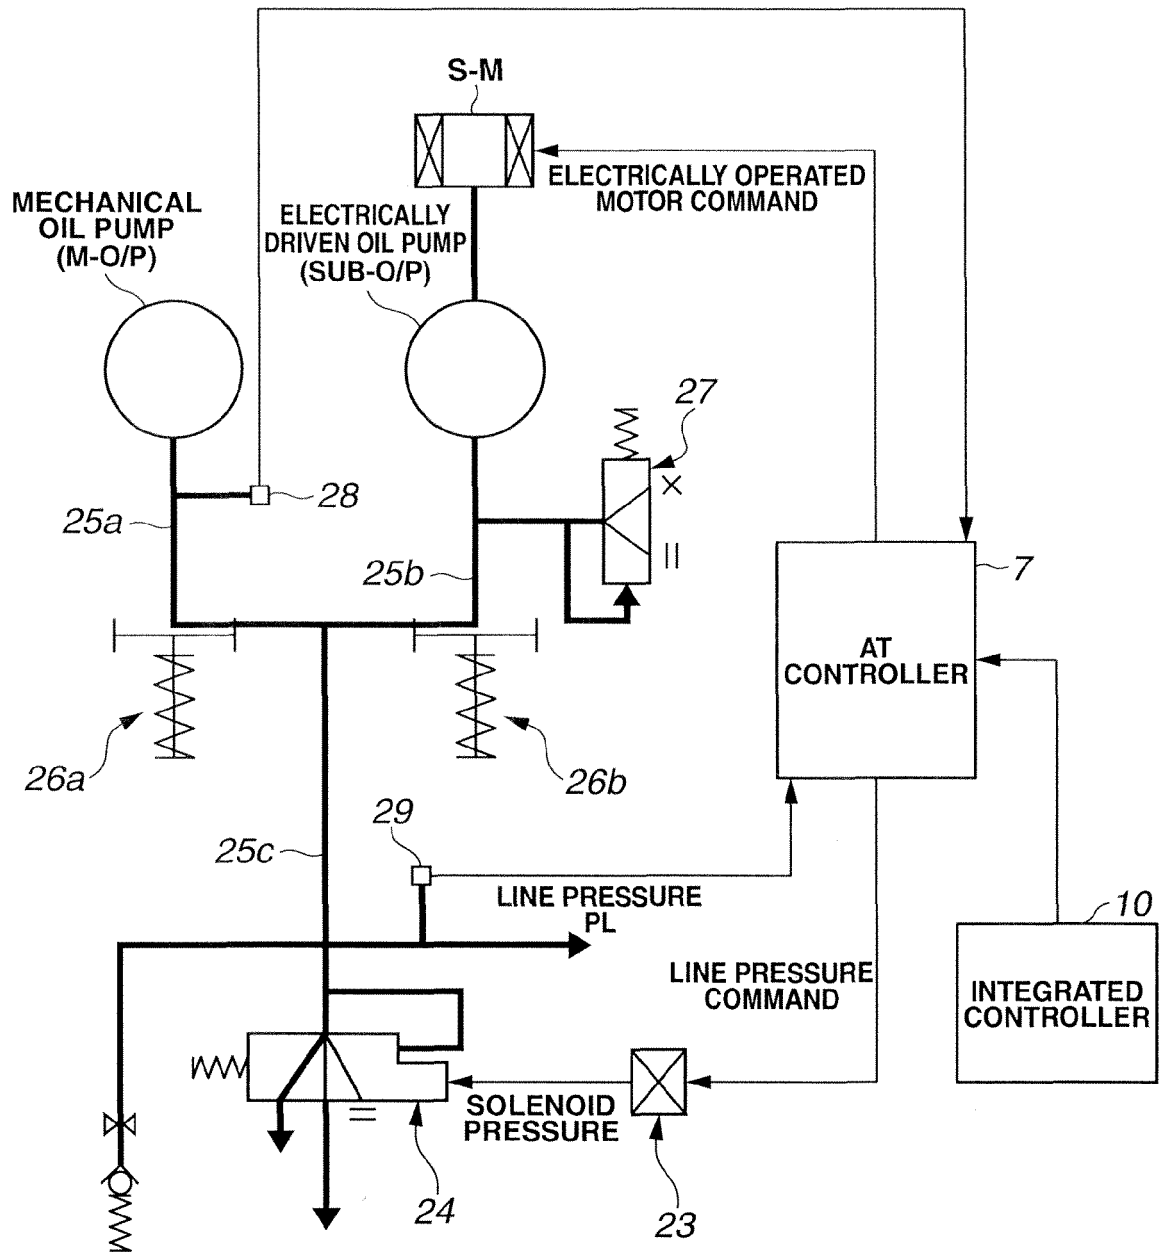 S-M
ELECTRICALLY OPERATED
MOTOR COMMAND
MECHANICAL
OIL PUMP
(M-O/P)
ELECTRICALLY
DRIVEN OIL PUMP
(SUB-O/P)
27
28
25a
25b
7
AT
CONTROLLER
26a
26b
29
25c
LINE PRESSURE
PL
10
LINE PRESSURE
COMMAND
INTEGRATED
CONTROLLER
SOLENOID
PRESSURE
24
23